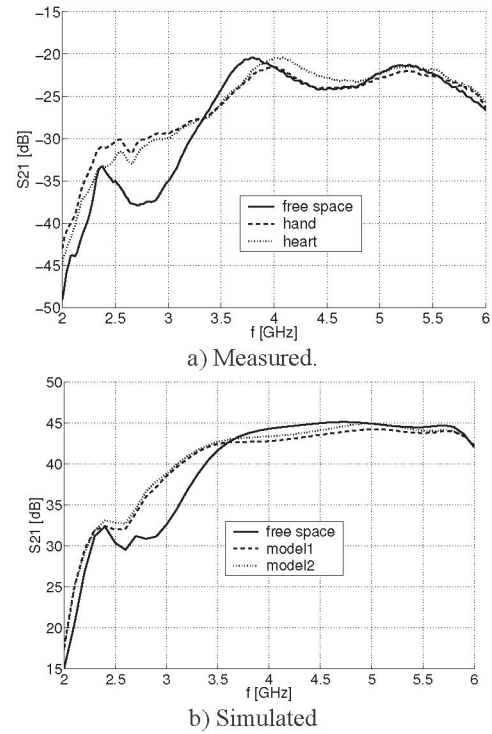 −15
−20
−25
−30
−35
−40
−45
−50
S21 [dB]
free space
hand
heart
2 2.5 3.0 3.5 4 4.5 5 5.5 6
f [GHz]
a) Measured.
50
45
40
35
30
25
20
15
S21 [dB]
free space
model1
model2
2 2.5 3.0 3.5 4 4.5 5 5.5 6
f [GHz]
b) Simulated